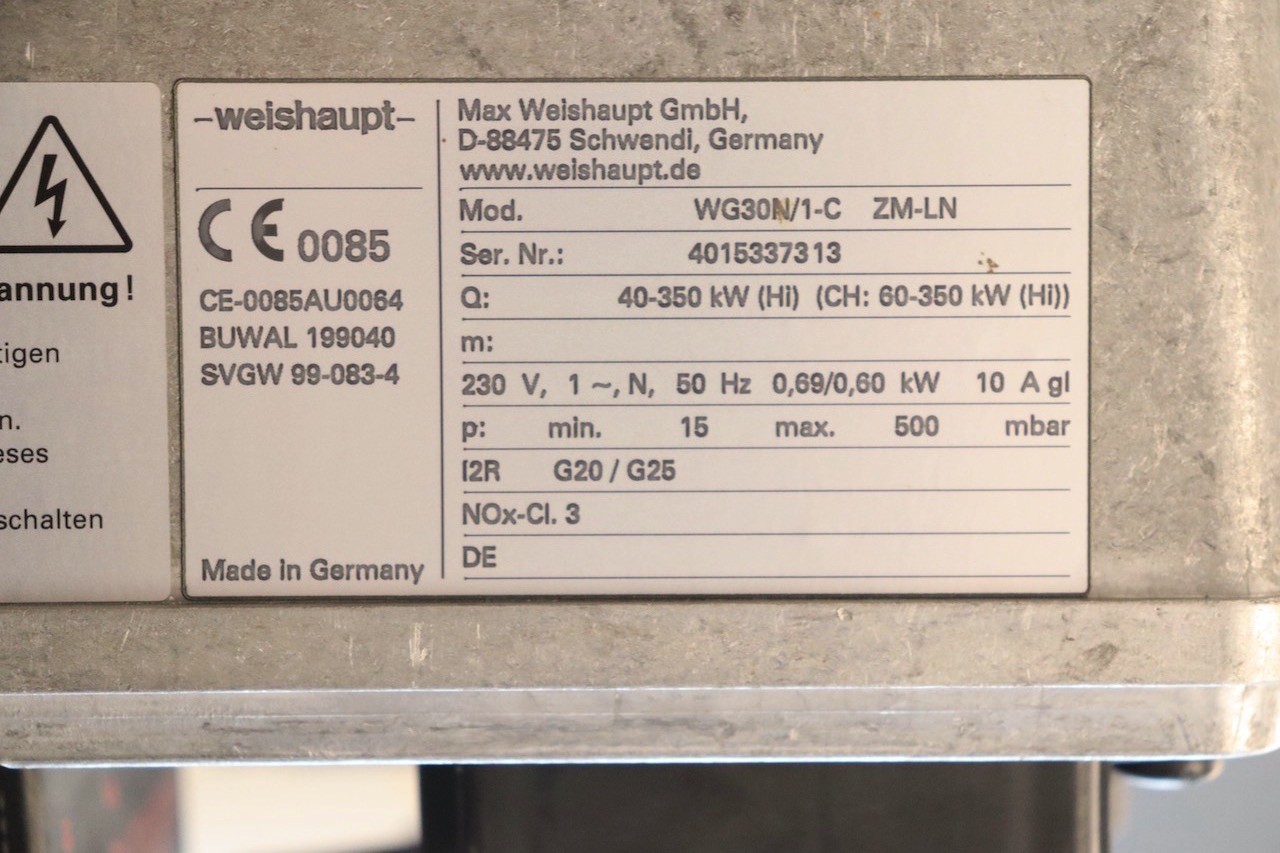 annung!
tigen
n.
eses
schalten
-weishaupt-
CE 0085
CE-0085AU0064
BUWAL 199040
SVGW 99-083-4
Made in Germany
Max Weishaupt GmbH,
D-88475 Schwendi, Germany
www.weishaupt.de
Mod. WG30N/1-C ZM-LN
Ser. Nr.: 4015337313
Q: 40-350 kW (Hi) (CH: 60-350 kW (Hi))
m:
230 V, 1 ~, N, 50 Hz 0,69/0,60 kW 10 A gl
p: min. 15 max. 500 mbar
I2R G20 / G25
NOx-Cl. 3
DE